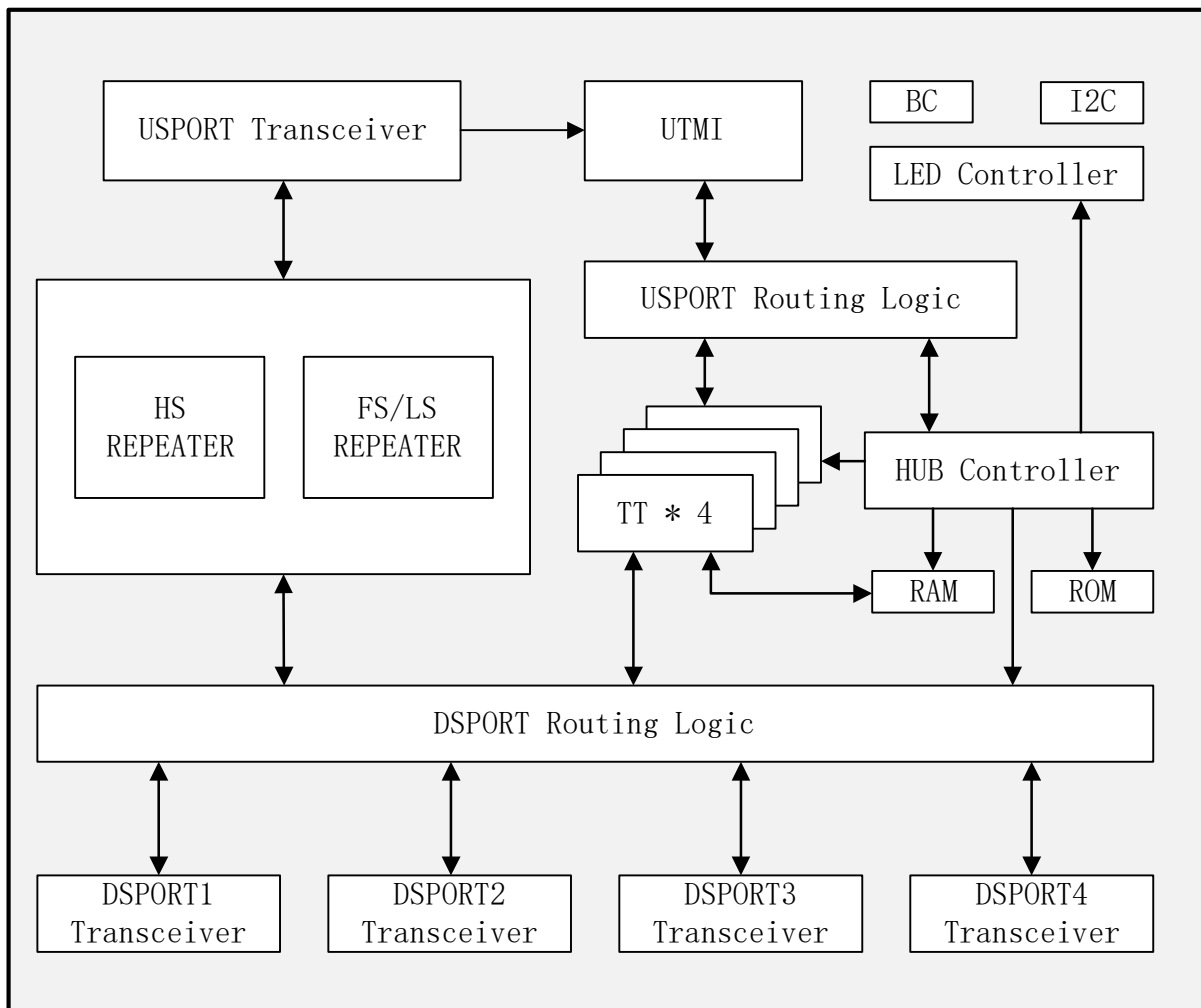 USPORT Transceiver
UTMI
BC
I2C
LED Controller
USPORT Routing Logic
HS
REPEATER
FS/LS
REPEATER
HUB Controller
TT * 4
RAM
ROM
DSPORT Routing Logic
DSPORT1
Transceiver
DSPORT2
Transceiver
DSPORT3
Transceiver
DSPORT4
Transceiver